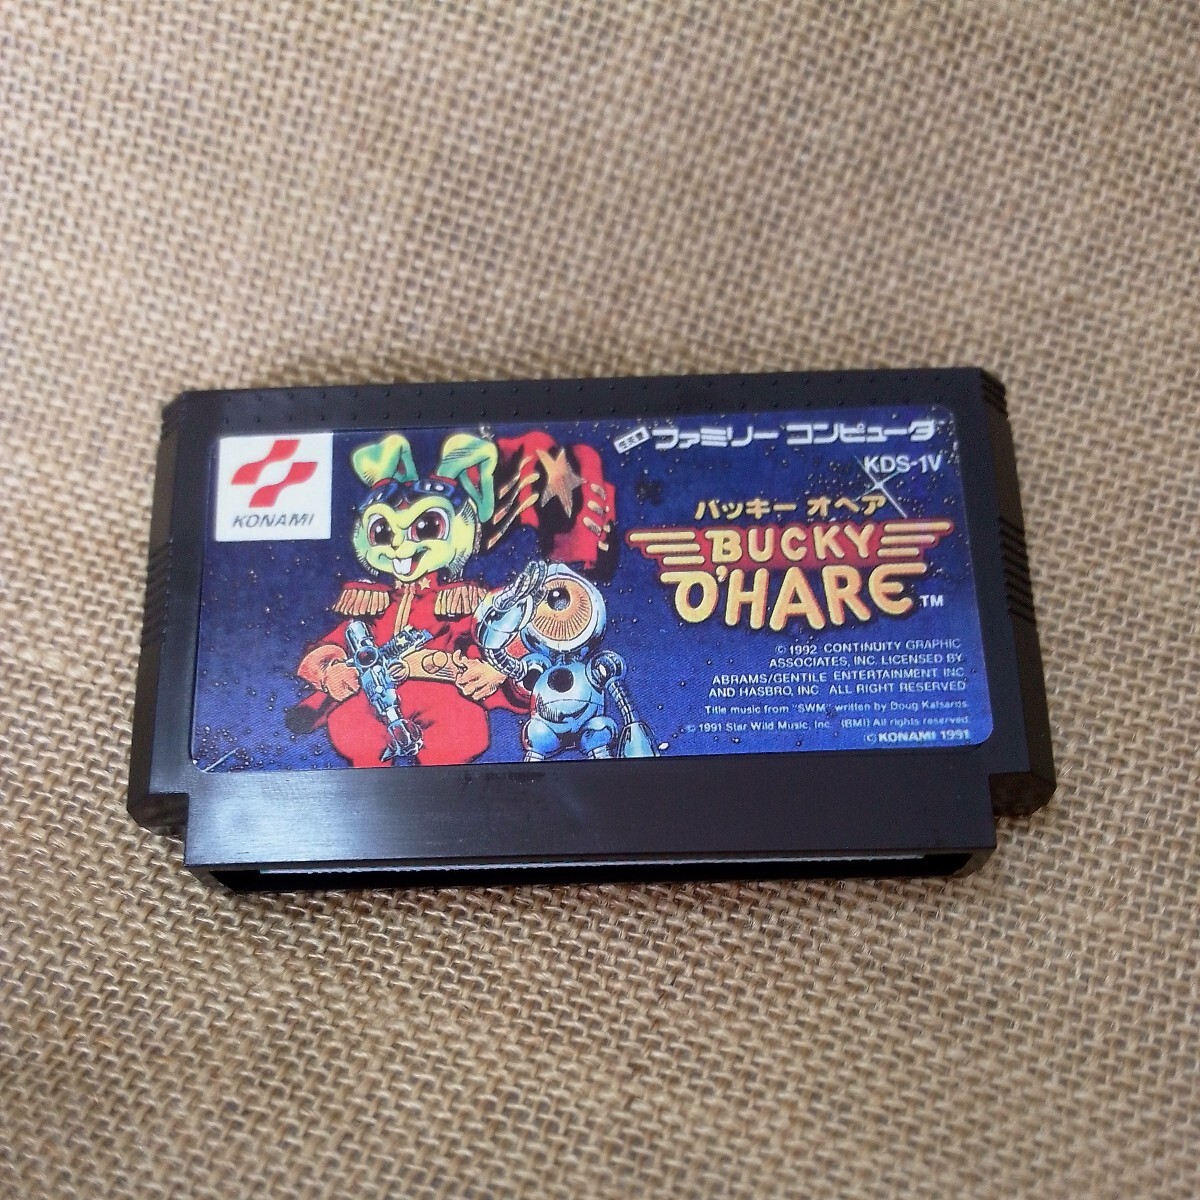 KONAMI
任天堂 ファミリー コンピュータ
KDS-1V
バッキー オヘア
BUCKY
O'HARE TM
© 1992 CONTINUITY GRAPHIC
ASSOCIATES, INC. LICENSED BY
ABRAMS/GENTILE ENTERTAINMENT INC.
AND HASBRO, INC. ALL RIGHT RESERVED
Title music from "SWM" written by Doug Katsaros
© 1991 Star Wild Music, Inc. (BMI) All rights reserved.
© KONAMI 1991